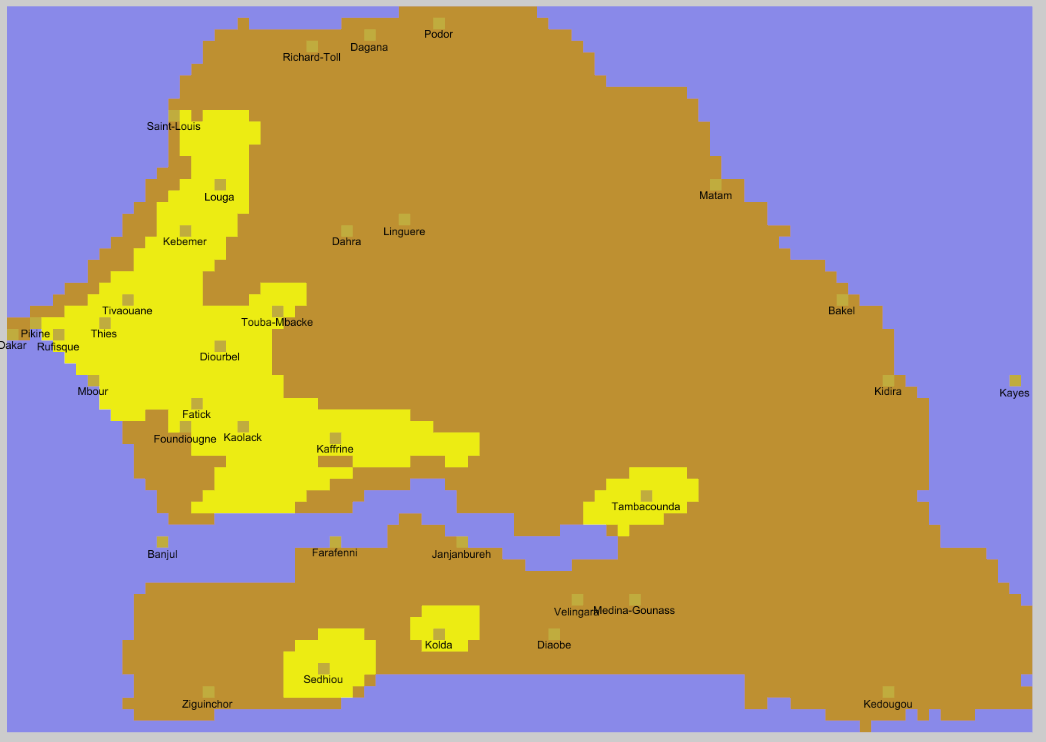 Podor
Dagana
Richard-Toll
Saint-Louis
Louga
Matam
Linguere
Kebemer
Dahra
Tivaouane
Bakel
Touba-Mbacke
Pikine
Thies
Dakar
Rufisque
Diourbel
Mbour
Kidira
Kayes
Fatick
Foundiougne
Kaolack
Kaffrine
Tambacounda
Banjul
Farafenni
Janjanbureh
Velingara
Medina-Gounass
Kolda
Diaobe
Sedhiou
Ziguinchor
Kedougou